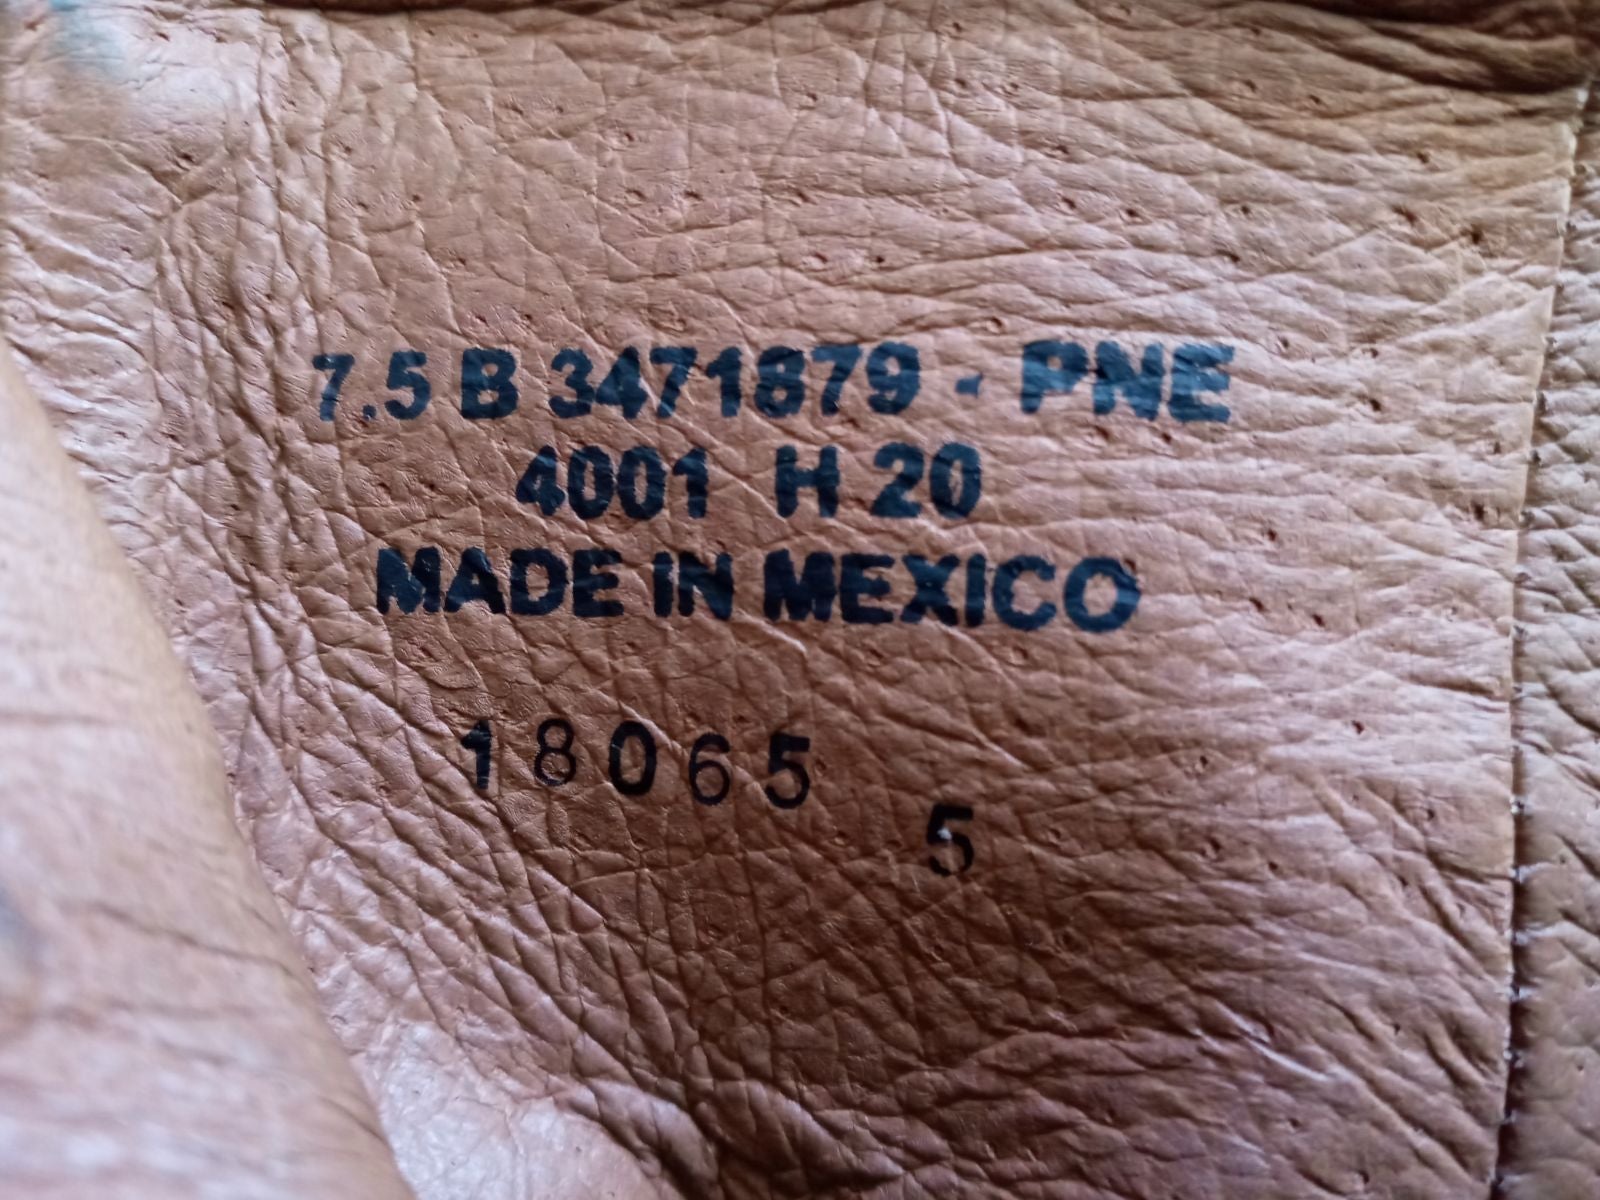 7.5 B 3471879 - PNE
4001 H 20
MADE IN MEXICO
18065
5